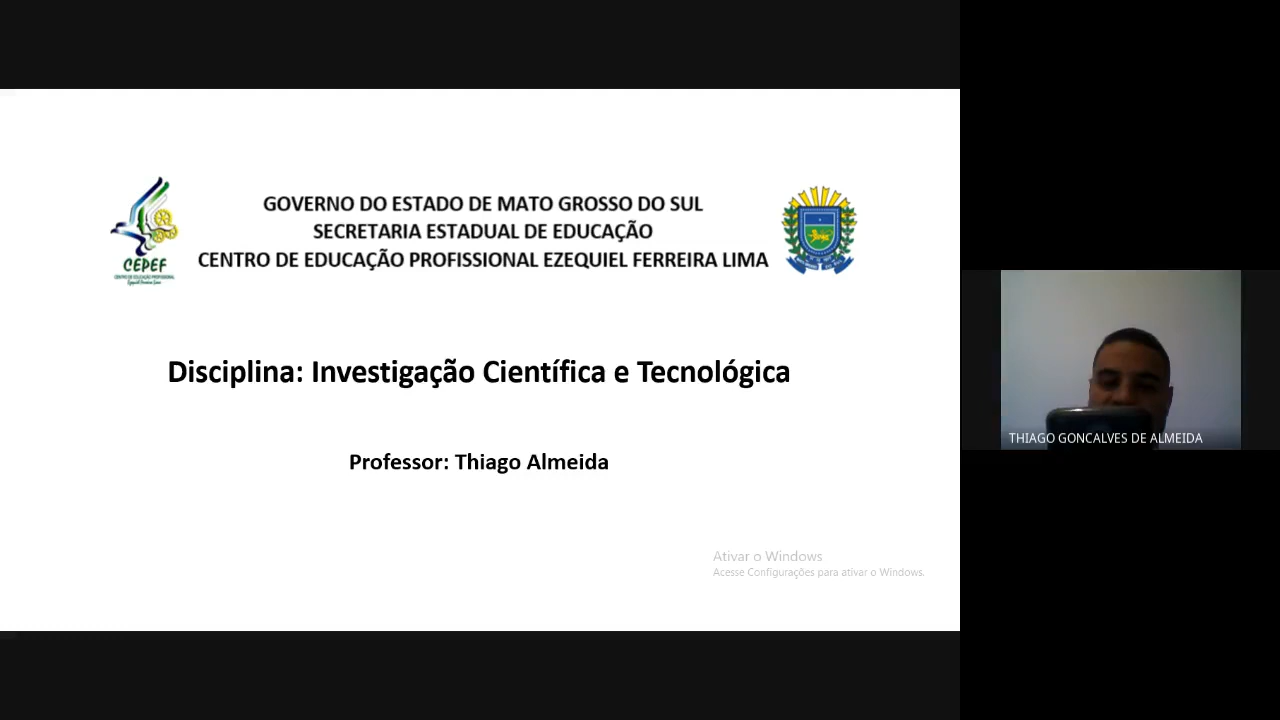 GOVERNO DO ESTADO DE MATO GROSSO DO SUL
SECRETARIA ESTADUAL DE EDUCAÇÃO
CENTRO DE EDUCAÇÃO PROFISSIONAL EZEQUIEL FERREIRA LIMA
CEPEF
CENTRO DE EDUCAÇÃO PROFISSIONAL
Ezequiel Ferreira Lima
Disciplina: Investigação Científica e Tecnológica
Professor: Thiago Almeida
THIAGO GONCALVES DE ALMEIDA
Ativar o Windows
Acesse Configurações para ativar o Windows.